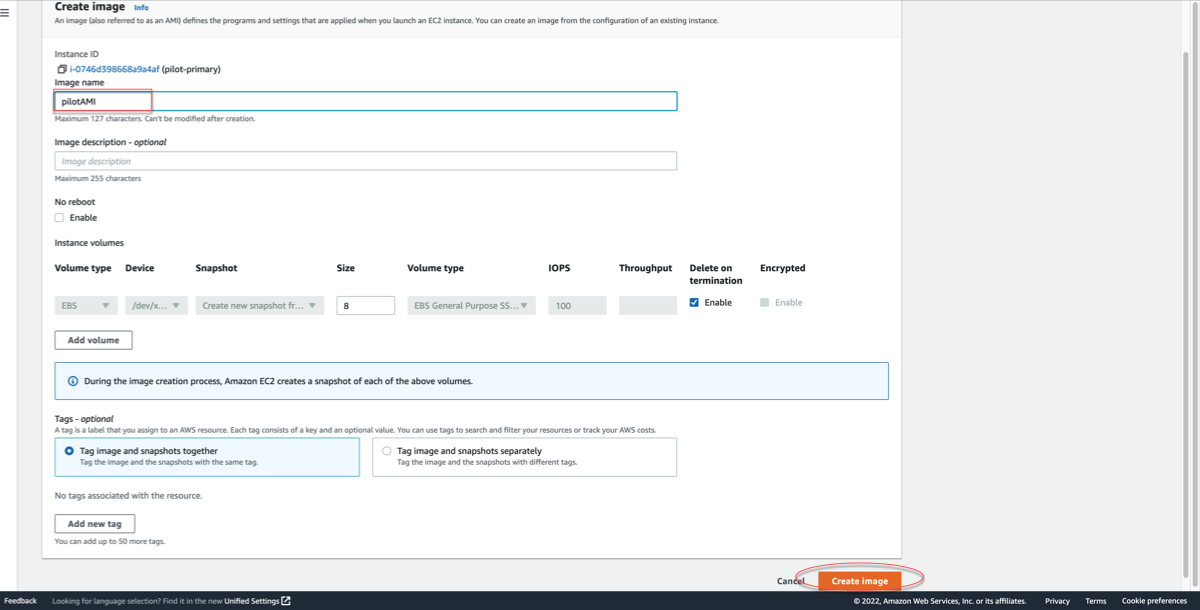 Create image Info
An image (also referred to as an AMI) defines the programs and settings that are applied when you launch an EC2 instance. You can create an image from the configuration of an existing instance.
Instance ID
i-0746d398668a9a4af (pilot-primary)
Image name
pilotAMI
Maximum 127 characters. Can't be modified after creation.
Image description - optional
Image description
Maximum 255 characters
No reboot
Enable
Instance volumes
Volume type Device Snapshot Size Volume type IOPS Throughput Delete on termination Encrypted
EBS /dev/x... Create new snapshot fr... 8 EBS General Purpose SS... 100 Enable Enable
Add volume
During the image creation process, Amazon EC2 creates a snapshot of each of the above volumes.
Tags - optional
A tag is a label that you assign to an AWS resource. Each tag consists of a key and an optional value. You can use tags to search and filter your resources or track your AWS costs.
Tag image and snapshots together Tag image and snapshots separately
Tag the image and the snapshots with the same tag. Tag the image and the snapshots with different tags.
No tags associated with the resource.
Add new tag
You can add up to 50 more tags.
Cancel Create image
Feedback Looking for language selection? Find it in the new Unified Settings © 2022, Amazon Web Services, Inc. or its affiliates. Privacy Terms Cookie preferences